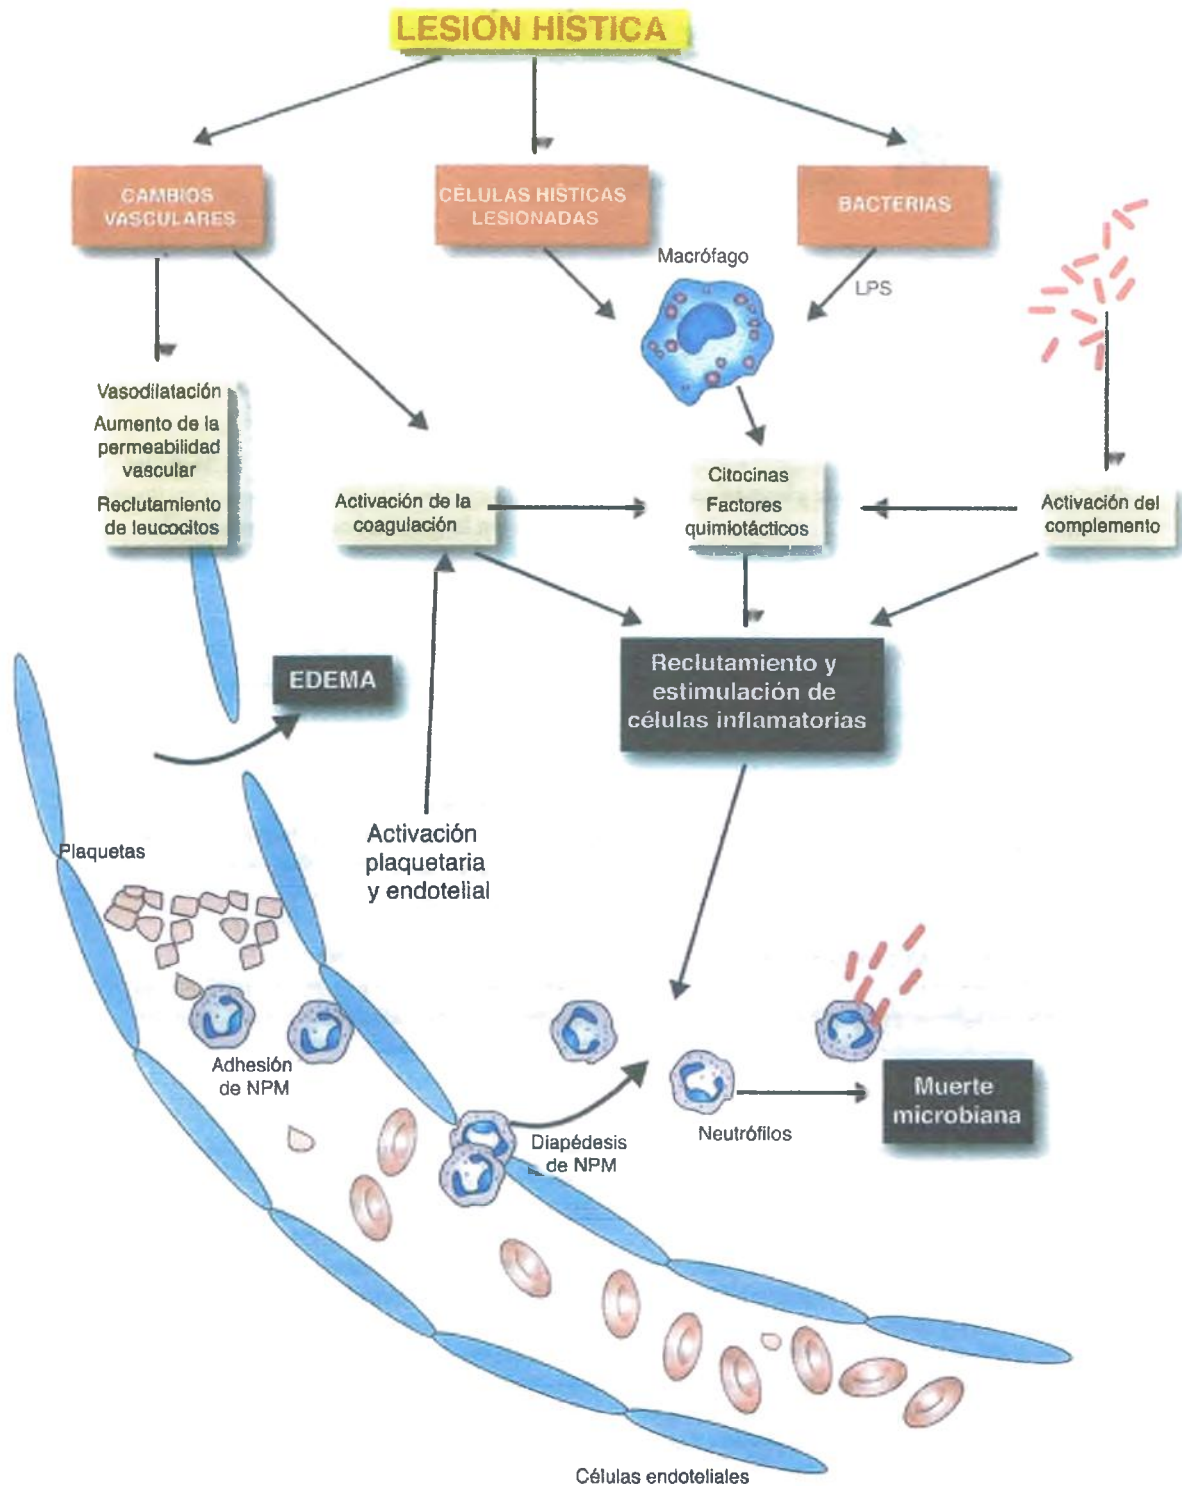 LESIÓN HÍSTICA
CAMBIOS
VASCULARES
CÉLULAS HÍSTICAS
LESIONADAS
BACTERIAS
Macrófago
LPS
Vasodilatación
Aumento de la
permeabilidad
vascular
Reclutamiento
de leucocitos
Activación de la
coagulación
Citocinas
Factores
quimiotácticos
Activación del
complemento
EDEMA
Reclutamiento y
estimulación de
células inflamatorias
Activación
plaquetaria
y endotelial
Plaquetas
Adhesión
de NPM
Diapédesis
de NPM
Neutrófilos
Muerte
microbiana
Células endoteliales